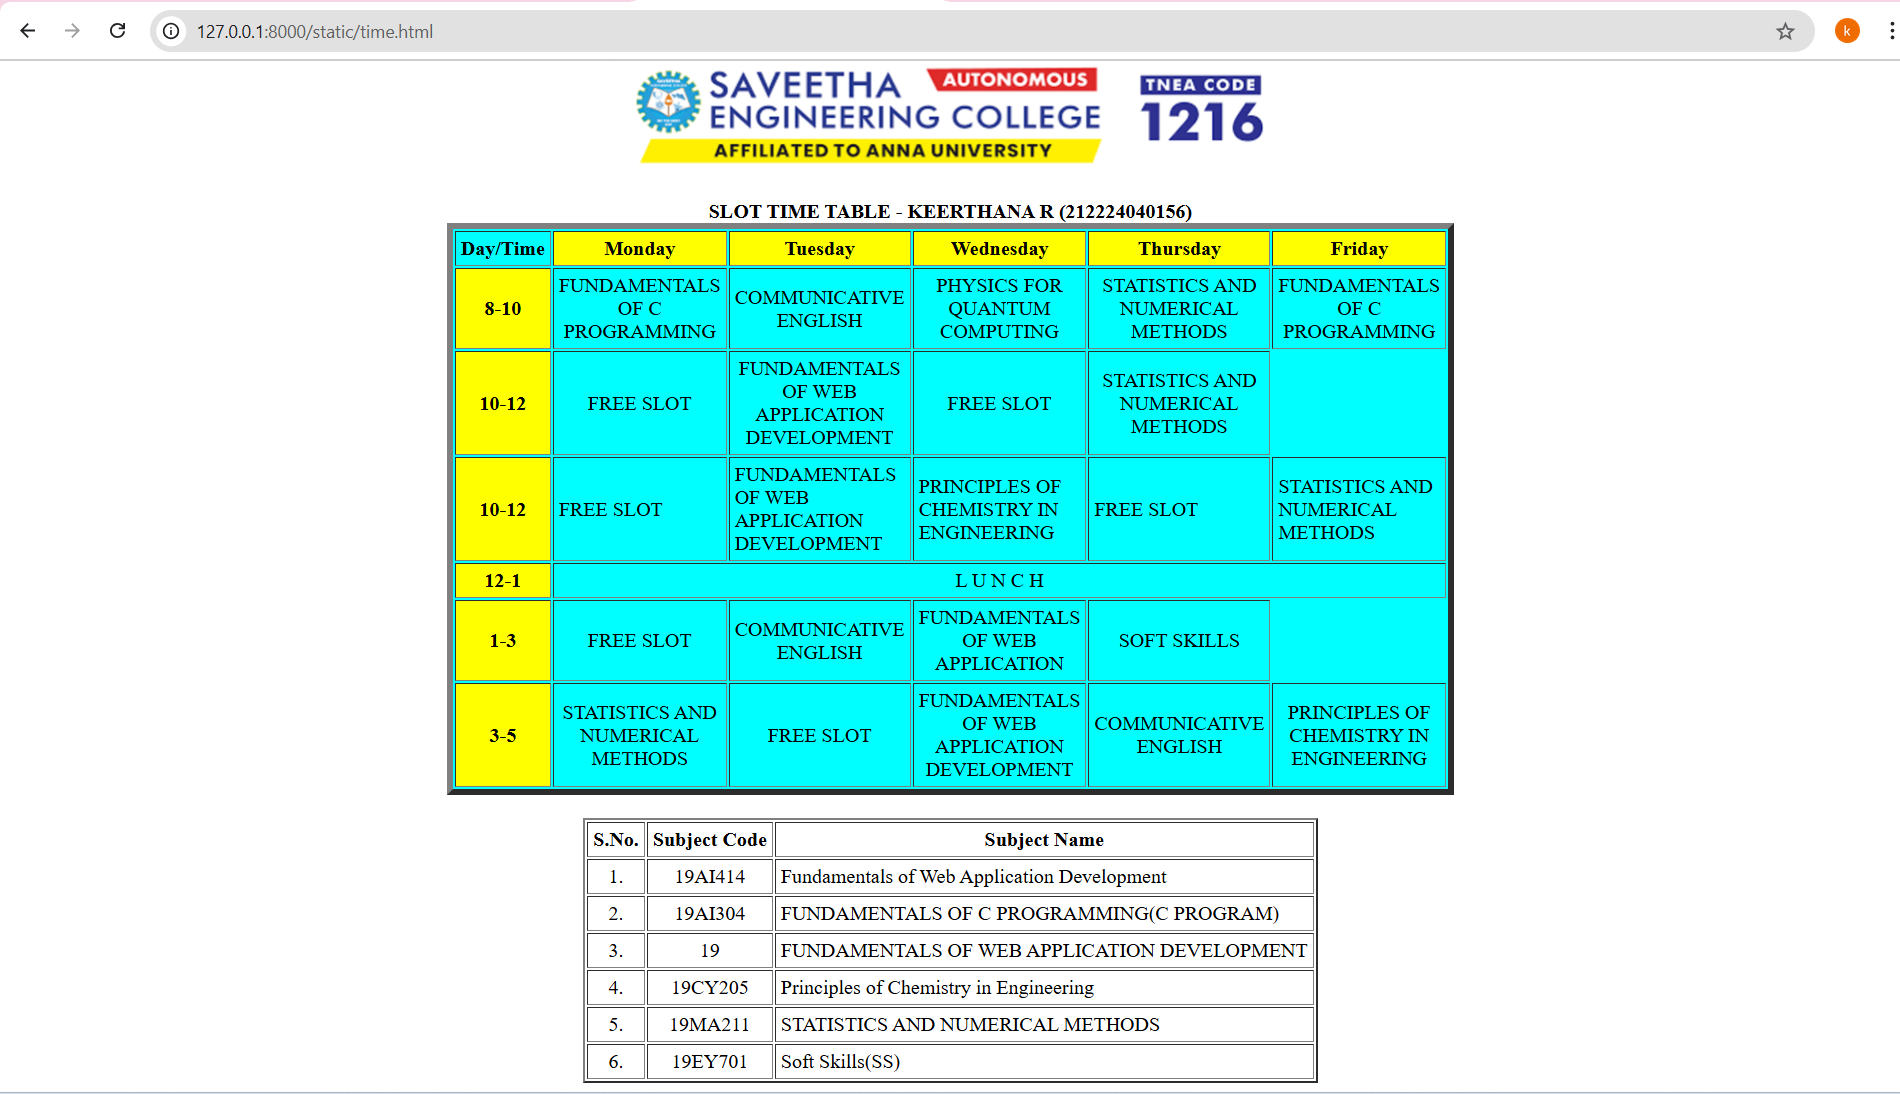 127.0.0.1:8000/static/time.html
k
SAVEETHA AUTONOMOUS
ENGINEERING COLLEGE
AFFILIATED TO ANNA UNIVERSITY
TNEA CODE
1216
SLOT TIME TABLE - KEERTHANA R (212224040156)
Day/Time Monday Tuesday Wednesday Thursday Friday
8-10
FUNDAMENTALS
OF C
PROGRAMMING
COMMUNICATIVE
ENGLISH
PHYSICS FOR
QUANTUM
COMPUTING
STATISTICS AND
NUMERICAL
METHODS
FUNDAMENTALS
OF C
PROGRAMMING
10-12
FREE SLOT
FUNDAMENTALS
OF WEB
APPLICATION
DEVELOPMENT
FREE SLOT
STATISTICS AND
NUMERICAL
METHODS
10-12
FREE SLOT
FUNDAMENTALS
OF WEB
APPLICATION
DEVELOPMENT
PRINCIPLES OF
CHEMISTRY IN
ENGINEERING
FREE SLOT
STATISTICS AND
NUMERICAL
METHODS
12-1
L U N C H
1-3
FREE SLOT
COMMUNICATIVE
ENGLISH
FUNDAMENTALS
OF WEB
APPLICATION
SOFT SKILLS
3-5
STATISTICS AND
NUMERICAL
METHODS
FREE SLOT
FUNDAMENTALS
OF WEB
APPLICATION
DEVELOPMENT
COMMUNICATIVE
ENGLISH
PRINCIPLES OF
CHEMISTRY IN
ENGINEERING
S.No. Subject Code Subject Name
1. 19AI414 Fundamentals of Web Application Development
2. 19AI304 FUNDAMENTALS OF C PROGRAMMING(C PROGRAM)
3. 19 FUNDAMENTALS OF WEB APPLICATION DEVELOPMENT
4. 19CY205 Principles of Chemistry in Engineering
5. 19MA211 STATISTICS AND NUMERICAL METHODS
6. 19EY701 Soft Skills(SS)